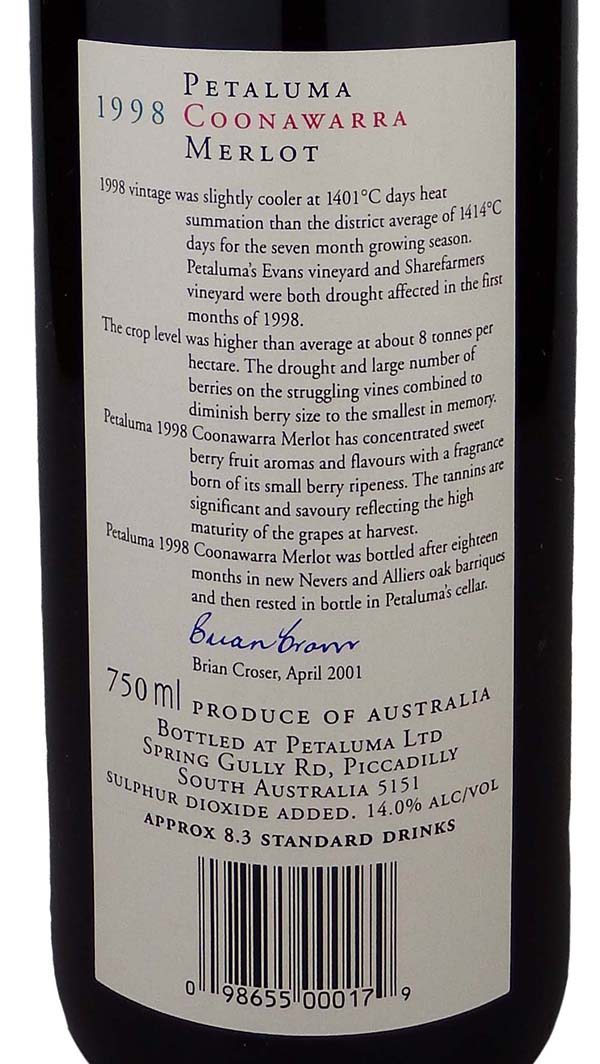 PETALUMA
1998 COONAWARRA
MERLOT
1998 vintage was slightly cooler at 1401°C days heat
summation than the district average of 1414°C
days for the seven month growing season.
Petaluma's Evans vineyard and Sharefarmers
vineyard were both drought affected in the first
months of 1998.
The crop level was higher than average at about 8 tonnes per
hectare. The drought and large number of
berries on the struggling vines combined to
diminish berry size to the smallest in memory.
Petaluma 1998 Coonawarra Merlot has concentrated sweet
berry fruit aromas and flavours with a fragrance
born of its small berry ripeness. The tannins are
significant and savoury reflecting the high
maturity of the grapes at harvest.
Petaluma 1998 Coonawarra Merlot was bottled after eighteen
months in new Nevers and Alliers oak barriques
and then rested in bottle in Petaluma's cellar.
Brian Croser
Brian Croser, April 2001
750 ml PRODUCE OF AUSTRALIA
BOTTLED AT PETALUMA LTD
SPRING GULLY RD, PICCADILLY
SOUTH AUSTRALIA 5151
SULPHUR DIOXIDE ADDED. 14.0% ALC/VOL
APPROX 8.3 STANDARD DRINKS
0 98655 00017 9